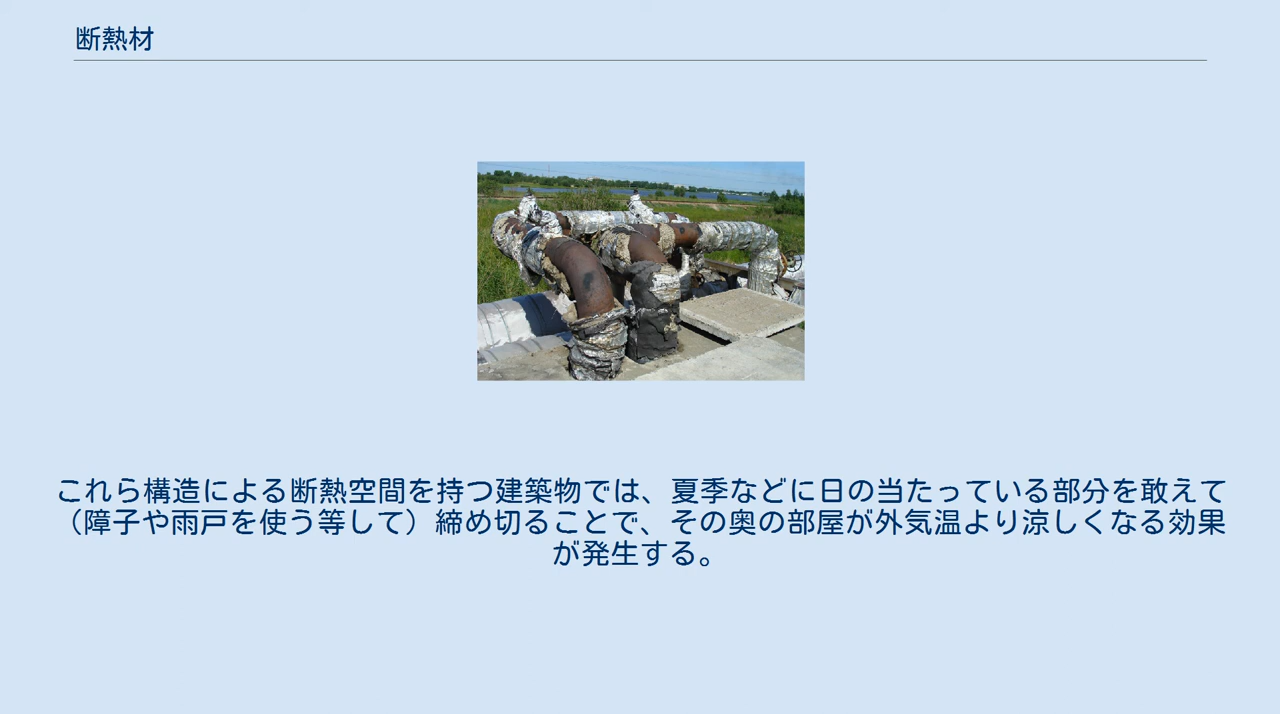 断熱材
これら構造による断熱空間を持つ建築物では、夏季などに日の当たっている部分を敢えて
（障子や雨戸を使う等して）締め切ることで、その奥の部屋が外気温より涼しくなる効果
が発生する。